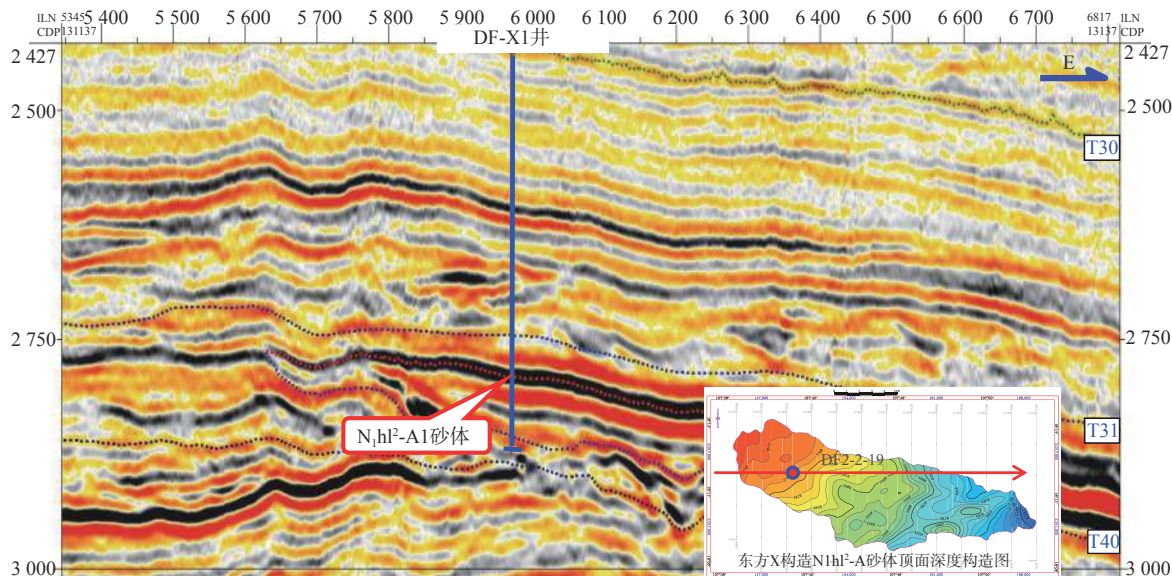 ILN 5345 5 400 5 500 5 600 5 700 5 800 5 900 6 000 6 100 6 200 6 300 6 400 6 500 6 600 6 700 6817 ILN
CDP 131137 13137 CDP
DF-X1井
2 427 2 427
E
2 500 2 500
T30
2 750 2 750
N₁hl²-A1砂体
T31
DF2-2-19
T40
东方X构造N1hl²-A砂体顶面深度构造图
3 000 3 000